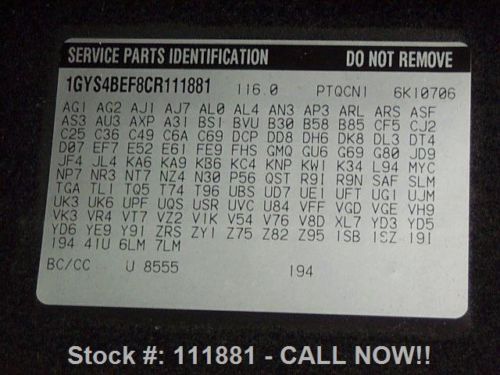 SERVICE PARTS IDENTIFICATION DO NOT REMOVE
1GYS4BEF8CR111881 116.0 PTQCN1 6K10706
AG1 AG2 AJ1 AJ7 AL0 AL4 AN3 AP3 ARL ARS ASF
AS3 AU3 AXP A31 BS1 BVU B30 B58 B85 CF5 CJ2
C25 C36 C49 C6A C69 DCP DD8 DH6 DK8 DL3 DT4
D07 EF7 E52 E61 FE9 FHS GMQ GU6 G69 G80 JD9
JF4 JL4 KA6 KA9 KB6 KC4 KNP KW1 K34 L94 MYC
NP7 NR3 NT7 NZ4 N10 P56 QST R91 R9N SAF SLM
TGA TL1 TQ5 T74 T96 UBS UD7 UE1 UFT UG1 UJM
UK3 UK6 UPF UQS USR UVC U84 VFF VGD VGE VH9
VK3 VR4 VT7 VZ2 V1K V54 V76 V8D XL7 YD3 YD5
YD6 YE9 Y91 ZRS ZY1 Z75 Z82 Z95 1SB 1SZ 19I
194 41U 6LM 7LM
BC/CC U 8555 194
Stock #: 111881 - CALL NOW!!